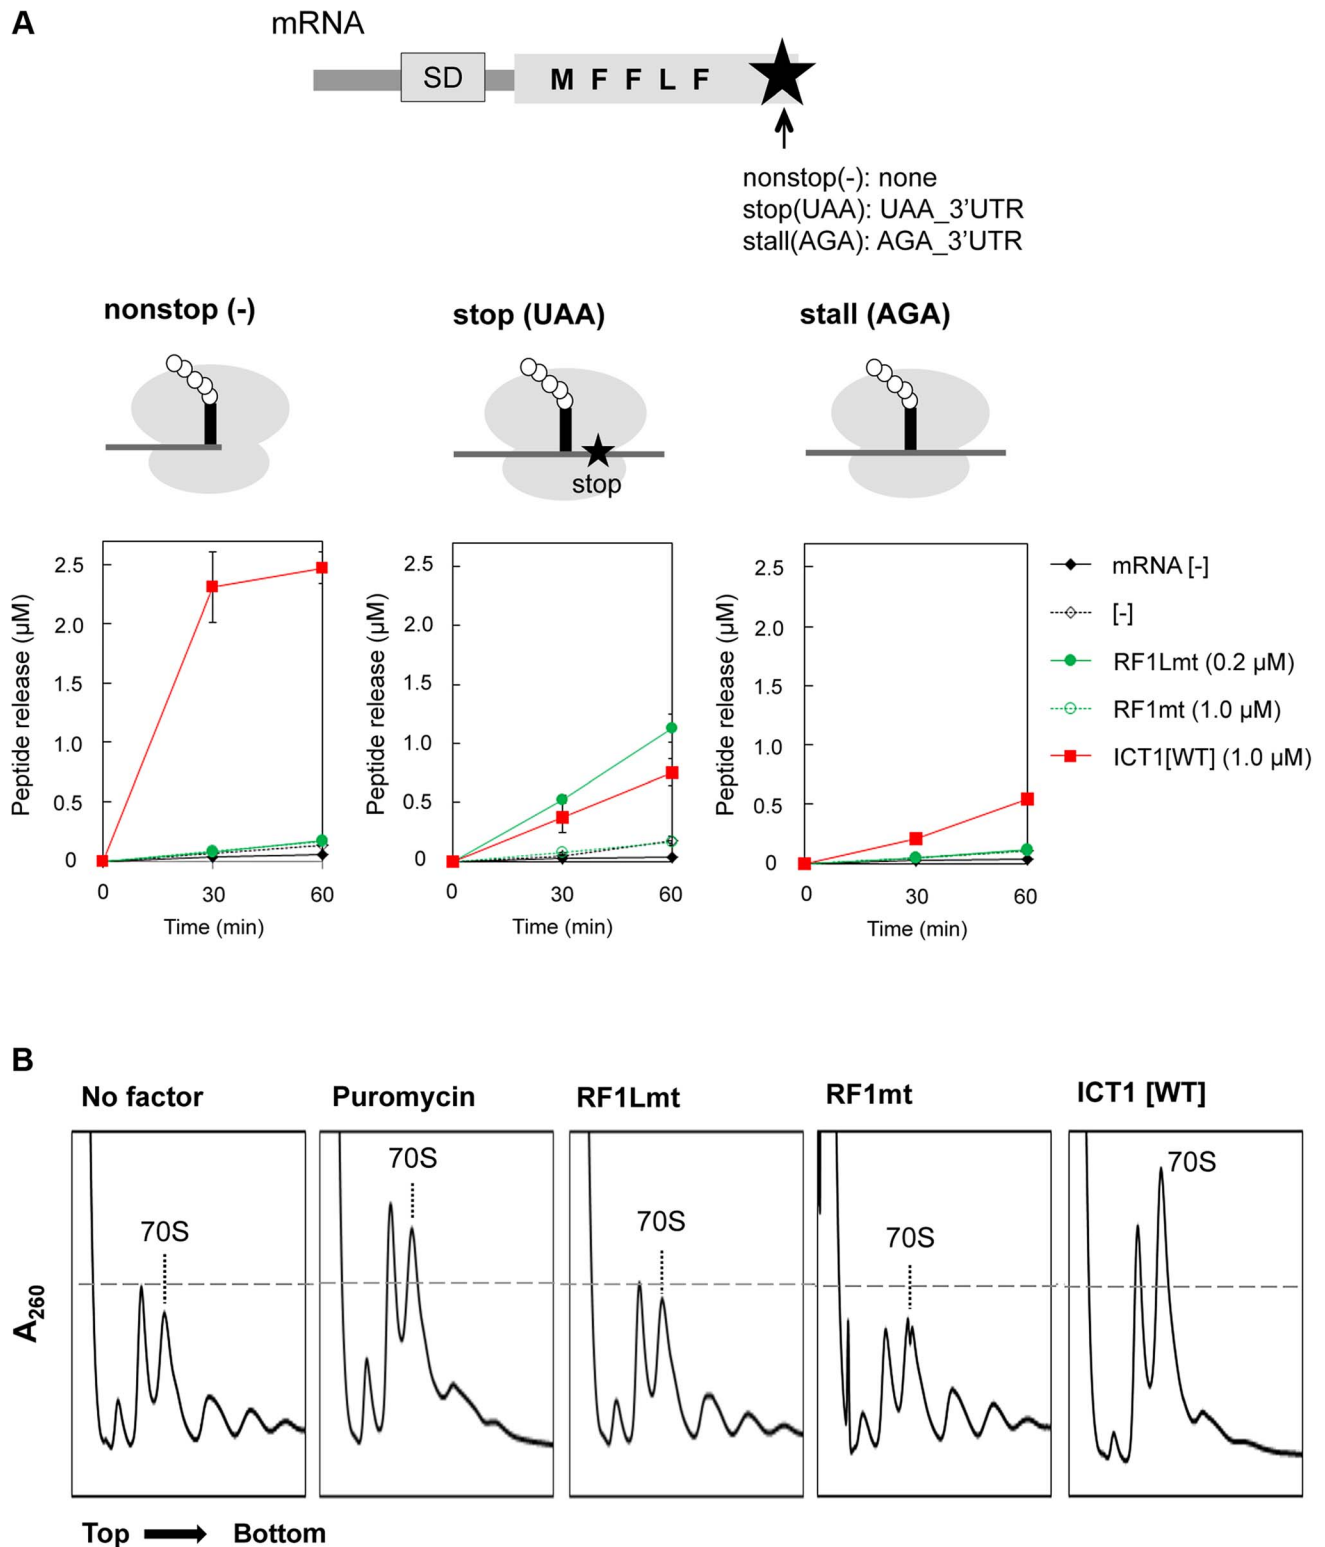 A
mRNA
SD
M F F L F
nonstop(-): none
stop(UAA): UAA_3'UTR
stall(AGA): AGA_3'UTR
nonstop (-)
stop (UAA)
stall (AGA)
stop
Peptide release (µM)
2.5
2.0
1.5
1.0
0.5
0
0
30
60
Time (min)
Peptide release (µM)
2.5
2.0
1.5
1.0
0.5
0
0
30
60
Time (min)
Peptide release (µM)
2.5
2.0
1.5
1.0
0.5
0
0
30
60
Time (min)
mRNA [-]
[-]
RF1Lmt (0.2 µM)
RF1mt (1.0 µM)
ICT1[WT] (1.0 µM)
B
No factor
Puromycin
RF1Lmt
RF1mt
ICT1 [WT]
A260
70S
70S
70S
70S
70S
Top
Bottom